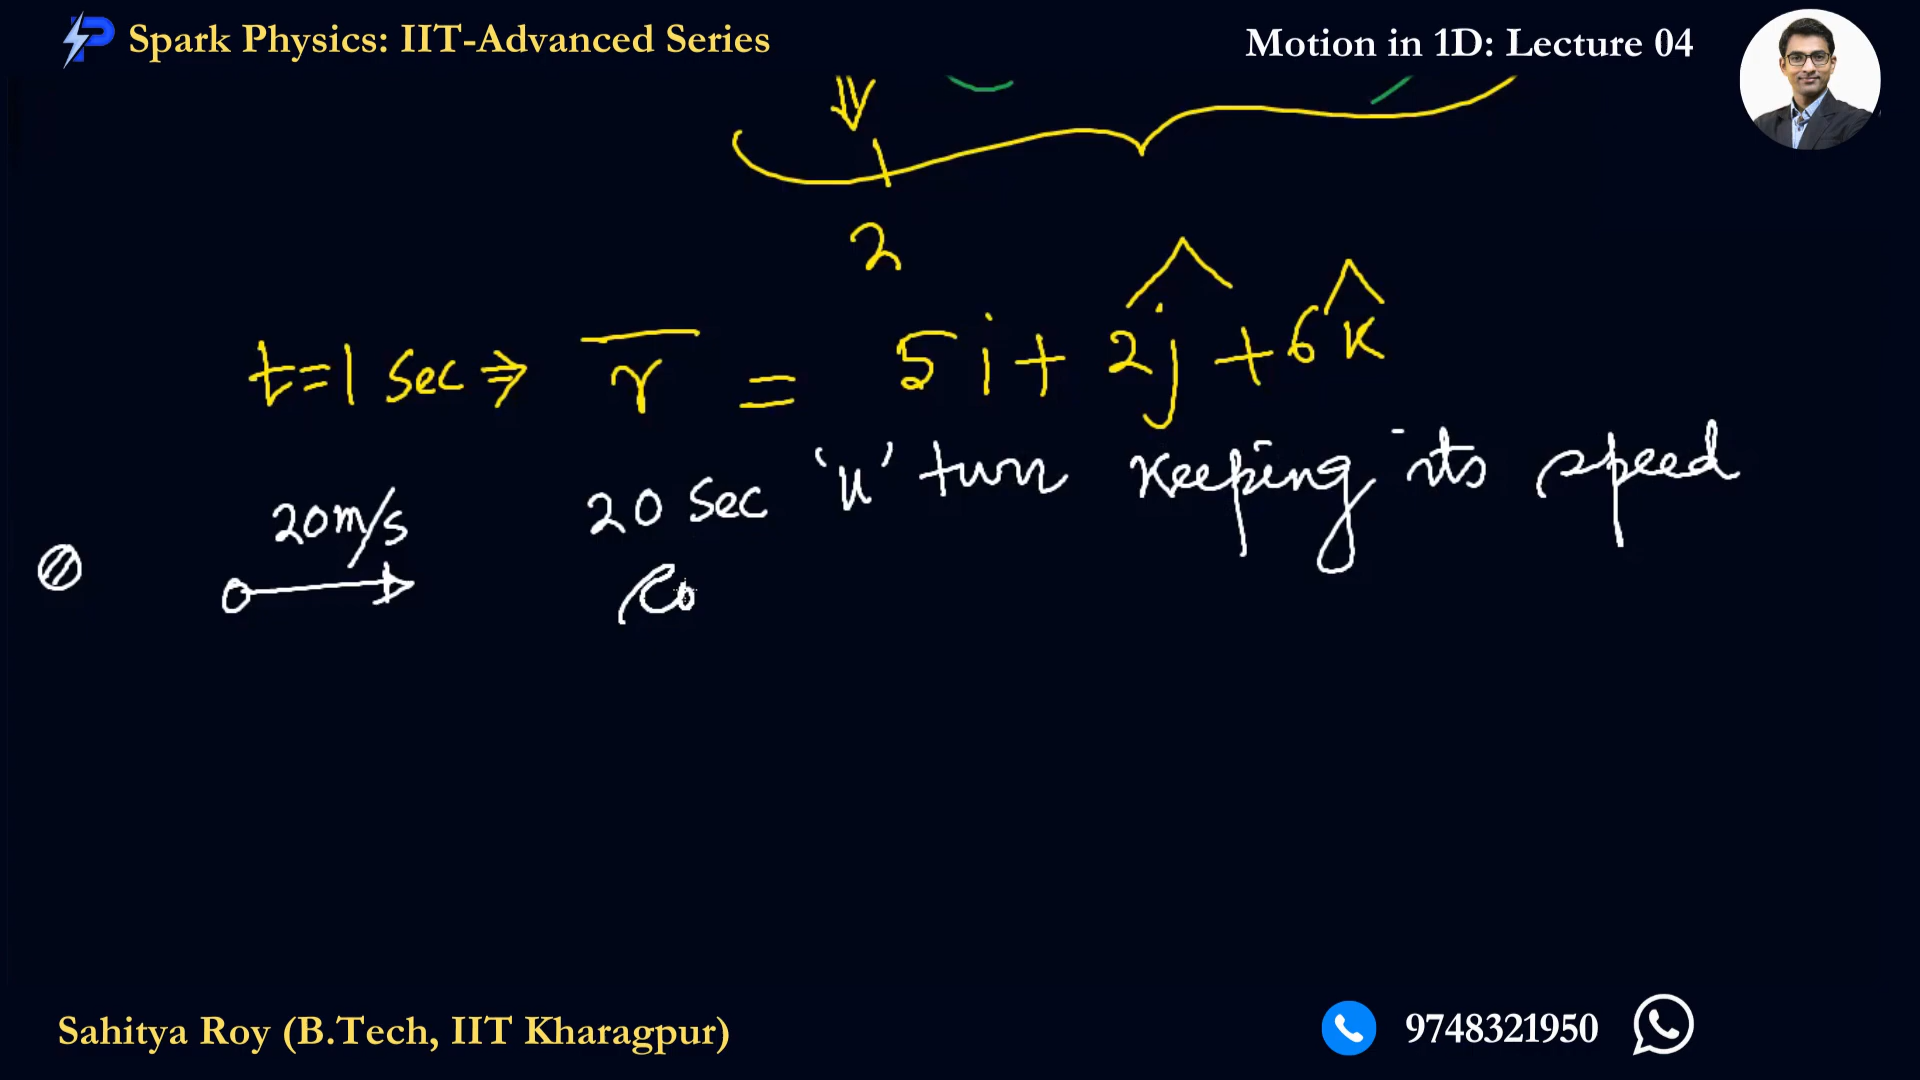 Spark Physics: IIT-Advanced Series
Motion in 1D: Lecture 04
2
t=1 sec ⇒ r̅ = 5i + 2ĵ + 6k̂
20m/s 20 sec 'u' turn keeping its speed
Co
Sahitya Roy (B.Tech, IIT Kharagpur)
9748321950